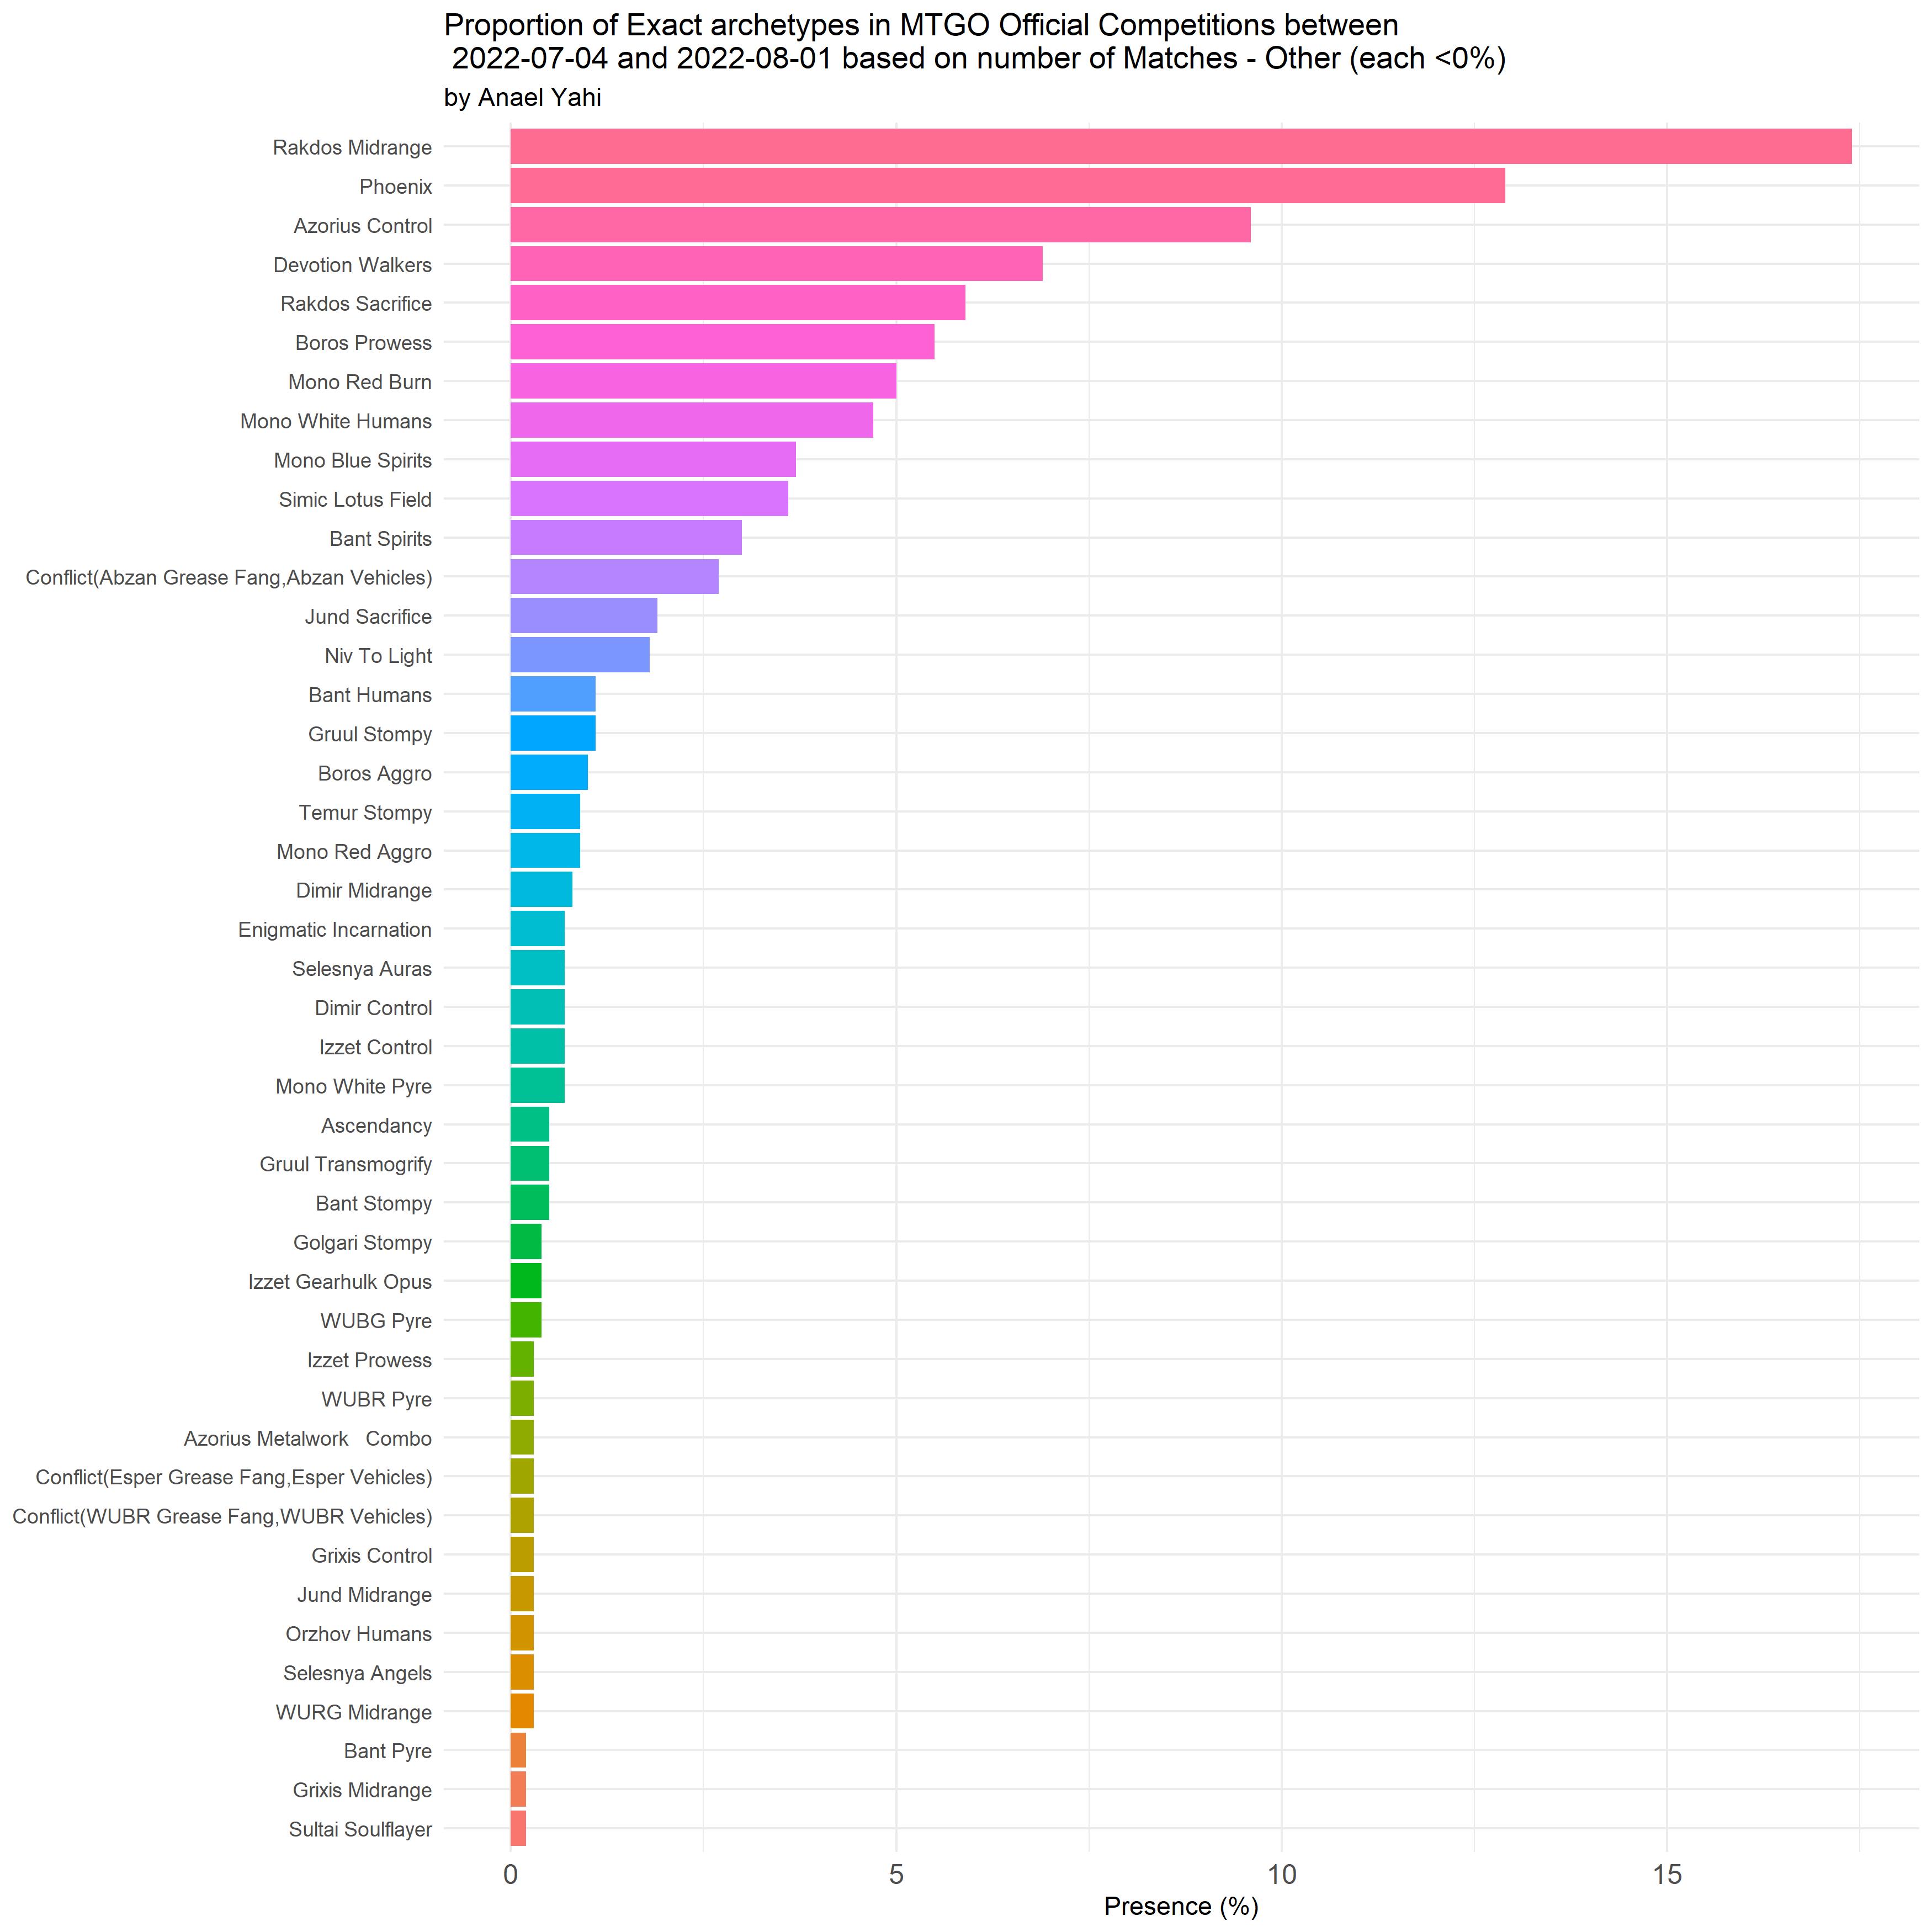 Proportion of Exact archetypes in MTGO Official Competitions between
2022-07-04 and 2022-08-01 based on number of Matches - Other (each <0%)
by Anael Yahi
Rakdos Midrange
Phoenix
Azorius Control
Devotion Walkers
Rakdos Sacrifice
Boros Prowess
Mono Red Burn
Mono White Humans
Mono Blue Spirits
Simic Lotus Field
Bant Spirits
Conflict(Abzan Grease Fang,Abzan Vehicles)
Jund Sacrifice
Niv To Light
Bant Humans
Gruul Stompy
Boros Aggro
Temur Stompy
Mono Red Aggro
Dimir Midrange
Enigmatic Incarnation
Selesnya Auras
Dimir Control
Izzet Control
Mono White Pyre
Ascendancy
Gruul Transmogrify
Bant Stompy
Golgari Stompy
Izzet Gearhulk Opus
WUBG Pyre
Izzet Prowess
WUBR Pyre
Azorius Metalwork   Combo
Conflict(Esper Grease Fang,Esper Vehicles)
Conflict(WUBR Grease Fang,WUBR Vehicles)
Grixis Control
Jund Midrange
Orzhov Humans
Selesnya Angels
WURG Midrange
Bant Pyre
Grixis Midrange
Sultai Soulflayer
0 5 10 15
Presence (%)